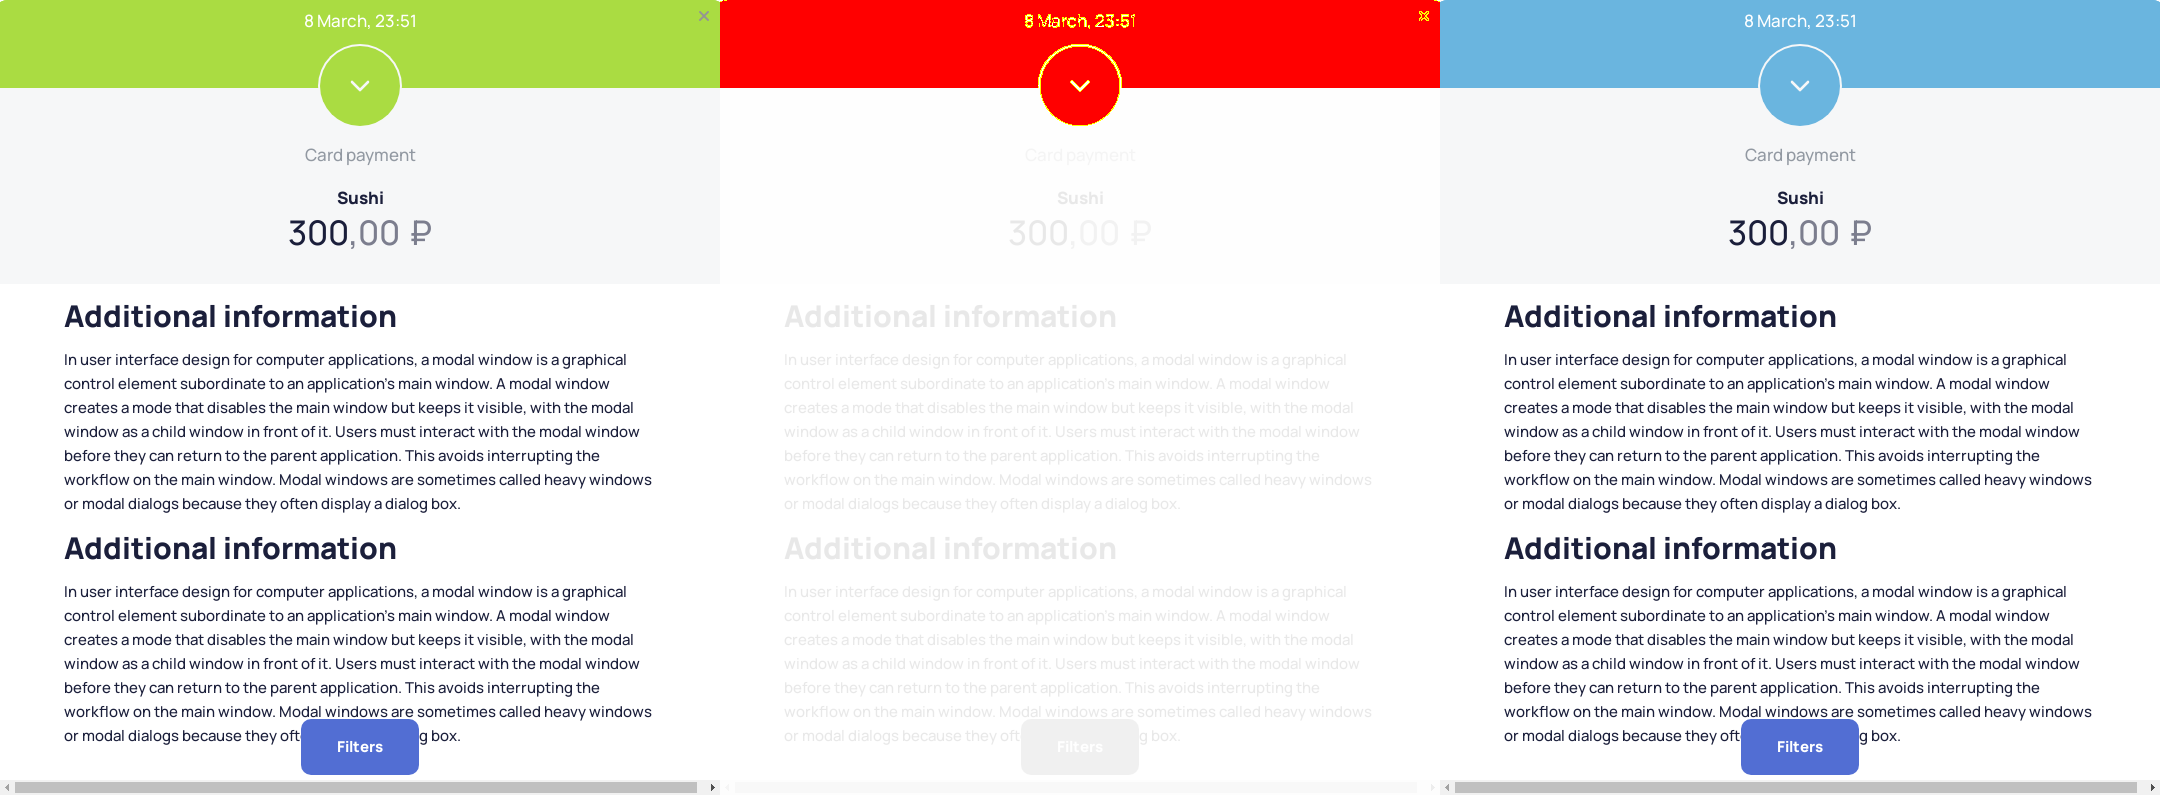 8 March, 23:51
Card payment
Sushi
300,00 ₽
Additional information
In user interface design for computer applications, a modal window is a graphical
control element subordinate to an application's main window. A modal window
creates a mode that disables the main window but keeps it visible, with the modal
window as a child window in front of it. Users must interact with the modal window
before they can return to the parent application. This avoids interrupting the
workflow on the main window. Modal windows are sometimes called heavy windows
or modal dialogs because they often display a dialog box.
Additional information
In user interface design for computer applications, a modal window is a graphical
control element subordinate to an application's main window. A modal window
creates a mode that disables the main window but keeps it visible, with the modal
window as a child window in front of it. Users must interact with the modal window
before they can return to the parent application. This avoids interrupting the
workflow on the main window. Modal windows are sometimes called heavy windows
or modal dialogs because they g box.
Filters
8 March, 23:51
Card payment
Sushi
300,00 ₽
Additional information
In user interface design for computer applications, a modal window is a graphical
control element subordinate to an application's main window. A modal window
creates a mode that disables the main window but keeps it visible, with the modal
window as a child window in front of it. Users must interact with the modal window
before they can return to the parent application. This avoids interrupting the
workflow on the main window. Modal windows are sometimes called heavy windows
or modal dialogs because they often display a dialog box.
Additional information
In user interface design for computer applications, a modal window is a graphical
control element subordinate to an application's main window. A modal window
creates a mode that disables the main window but keeps it visible, with the modal
window as a child window in front of it. Users must interact with the modal window
before they can return to the parent application. This avoids interrupting the
workflow on the main window. Modal windows are sometimes called heavy windows
or modal dialogs because they g box.
Filters
8 March, 23:51
Card payment
Sushi
300,00 ₽
Additional information
In user interface design for computer applications, a modal window is a graphical
control element subordinate to an application's main window. A modal window
creates a mode that disables the main window but keeps it visible, with the modal
window as a child window in front of it. Users must interact with the modal window
before they can return to the parent application. This avoids interrupting the
workflow on the main window. Modal windows are sometimes called heavy windows
or modal dialogs because they often display a dialog box.
Additional information
In user interface design for computer applications, a modal window is a graphical
control element subordinate to an application's main window. A modal window
creates a mode that disables the main window but keeps it visible, with the modal
window as a child window in front of it. Users must interact with the modal window
before they can return to the parent application. This avoids interrupting the
workflow on the main window. Modal windows are sometimes called heavy windows
or modal dialogs because they g box.
Filters